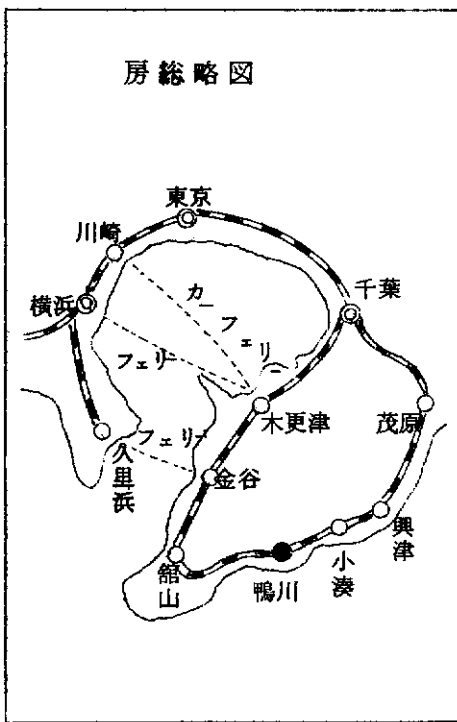 房総略図
東京
川崎
横浜
千葉
カーフェリー
フェリー
フェリー
木更津
茂原
久里浜
金谷
興津
小湊
館山
鴨川